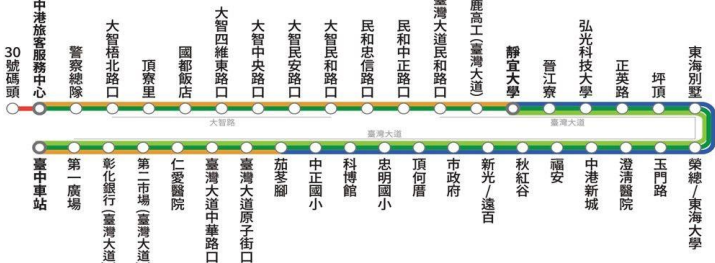 30號碼頭
中港旅客服務中心
警察總隊
大智梧北路口
頂寮里
國都飯店
大智四維東路口
大智中央路口
大智民安路口
大智民和路口
民和忠信路口
民和中正路口
臺灣大道民和路口
鹿高工(臺灣大道)
靜宜大學
晉江寮
弘光科技大學
正英路
坪頂
東海別墅
大智路
臺灣大道
臺灣大道
臺中車站
第一廣場
彰化銀行(臺灣大道
第二市場(臺灣大道
仁愛醫院
臺灣大道中華路口
臺灣大道原子街口
茄苳腳
中正國小
科博館
忠明國小
頂何厝
市政府
新光/遠百
秋紅谷
福安
中港新城
澄清醫院
玉門路
榮總/東海大學